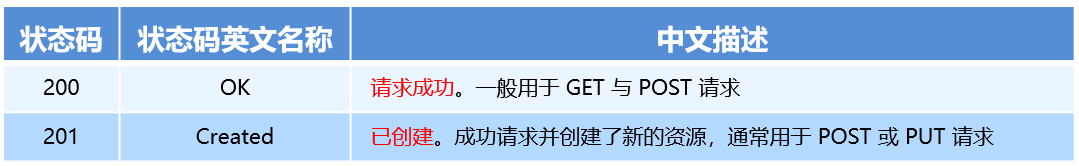 状态码 状态码英文名称 中文描述
200 OK 请求成功。一般用于 GET 与 POST 请求
201 Created 已创建。成功请求并创建了新的资源，通常用于 POST 或 PUT 请求